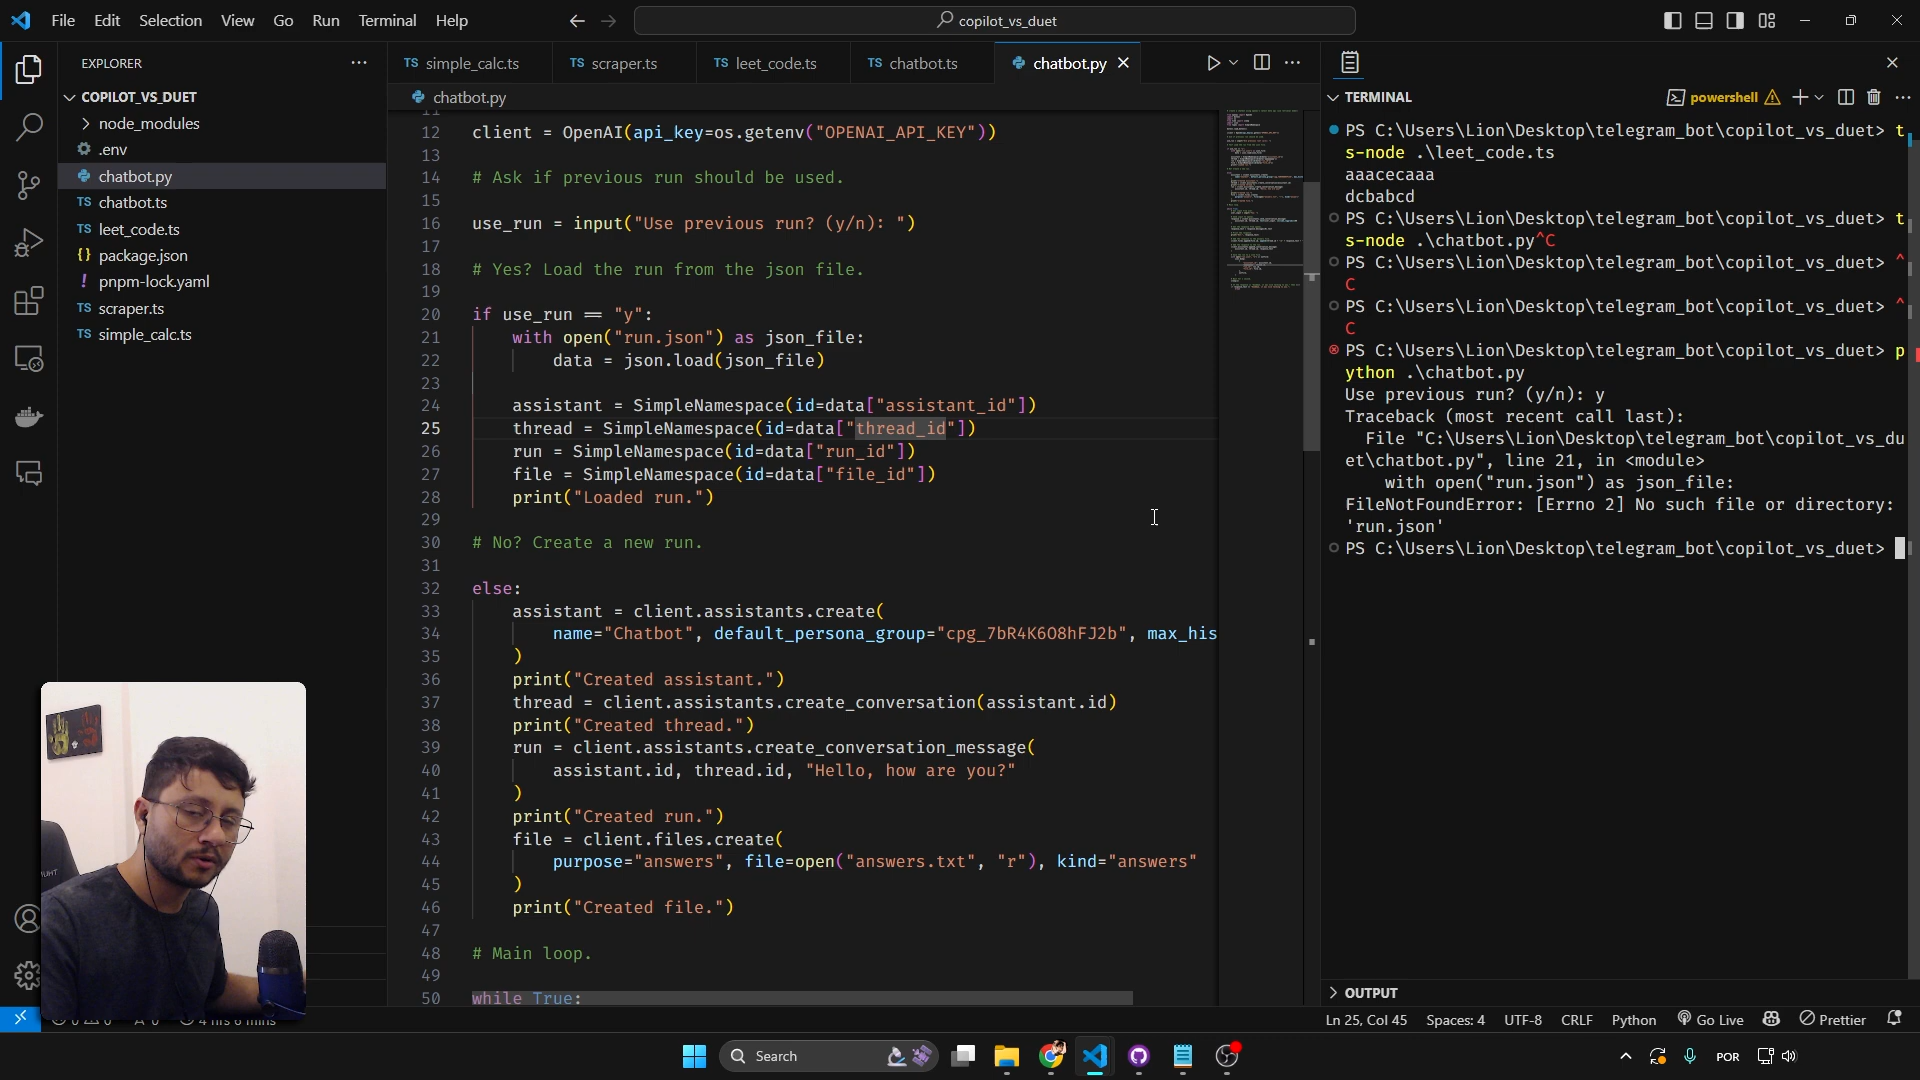 File Edit Selection View Go Run Terminal Help
copilot_vs_duet
EXPLORER
COPILOT_VS_DUET
node_modules
.env
chatbot.py
TS chatbot.ts
TS leet_code.ts
{} package.json
! pnpm-lock.yaml
TS scraper.ts
TS simple_calc.ts
TS simple_calc.ts
TS scraper.ts
TS leet_code.ts
TS chatbot.ts
chatbot.py
chatbot.py
11
12 client = OpenAI(api_key=os.getenv("OPENAI_API_KEY"))
13
14 # Ask if previous run should be used.
15
16 use_run = input("Use previous run? (y/n): ")
17
18 # Yes? Load the run from the json file.
19
20 if use_run == "y":
21 with open("run.json") as json_file:
22 data = json.load(json_file)
23
24 assistant = SimpleNamespace(id=data["assistant_id"])
25 thread = SimpleNamespace(id=data["thread_id"])
26 run = SimpleNamespace(id=data["run_id"])
27 file = SimpleNamespace(id=data["file_id"])
28 print("Loaded run.")
29
30 # No? Create a new run.
31
32 else:
33 assistant = client.assistants.create(
34 name="Chatbot", default_persona_group="cpg_7bR4K6O8hFJ2b", max_his
35 )
36 print("Created assistant.")
37 thread = client.assistants.create_conversation(assistant.id)
38 print("Created thread.")
39 run = client.assistants.create_conversation_message(
40 assistant.id, thread.id, "Hello, how are you?"
41 )
42 print("Created run.")
43 file = client.files.create(
44 purpose="answers", file=open("answers.txt", "r"), kind="answers"
45 )
46 print("Created file.")
47
48 # Main loop.
49
50 while True:
TERMINAL
powershell
PS C:\Users\Lion\Desktop\telegram_bot\copilot_vs_duet> t
s-node .\leet_code.ts
aaacecaaa
dcbabcd
PS C:\Users\Lion\Desktop\telegram_bot\copilot_vs_duet> t
s-node .\chatbot.py^C
PS C:\Users\Lion\Desktop\telegram_bot\copilot_vs_duet> ^
C
PS C:\Users\Lion\Desktop\telegram_bot\copilot_vs_duet> ^
C
PS C:\Users\Lion\Desktop\telegram_bot\copilot_vs_duet> p
ython .\chatbot.py
Use previous run? (y/n): y
Traceback (most recent call last):
File "C:\Users\Lion\Desktop\telegram_bot\copilot_vs_du
et\chatbot.py", line 21, in <module>
with open("run.json") as json_file:
FileNotFoundError: [Errno 2] No such file or directory:
'run.json'
PS C:\Users\Lion\Desktop\telegram_bot\copilot_vs_duet>
OUTPUT
Ln 25, Col 45 Spaces: 4 UTF-8 CRLF Python Go Live Prettier
Search
POR